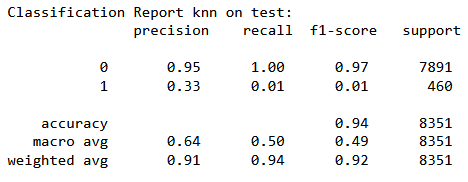 Classification Report knn on test:
precision recall f1-score support
0 0.95 1.00 0.97 7891
1 0.33 0.01 0.01 460
accuracy 0.94 8351
macro avg 0.64 0.50 0.49 8351
weighted avg 0.91 0.94 0.92 8351